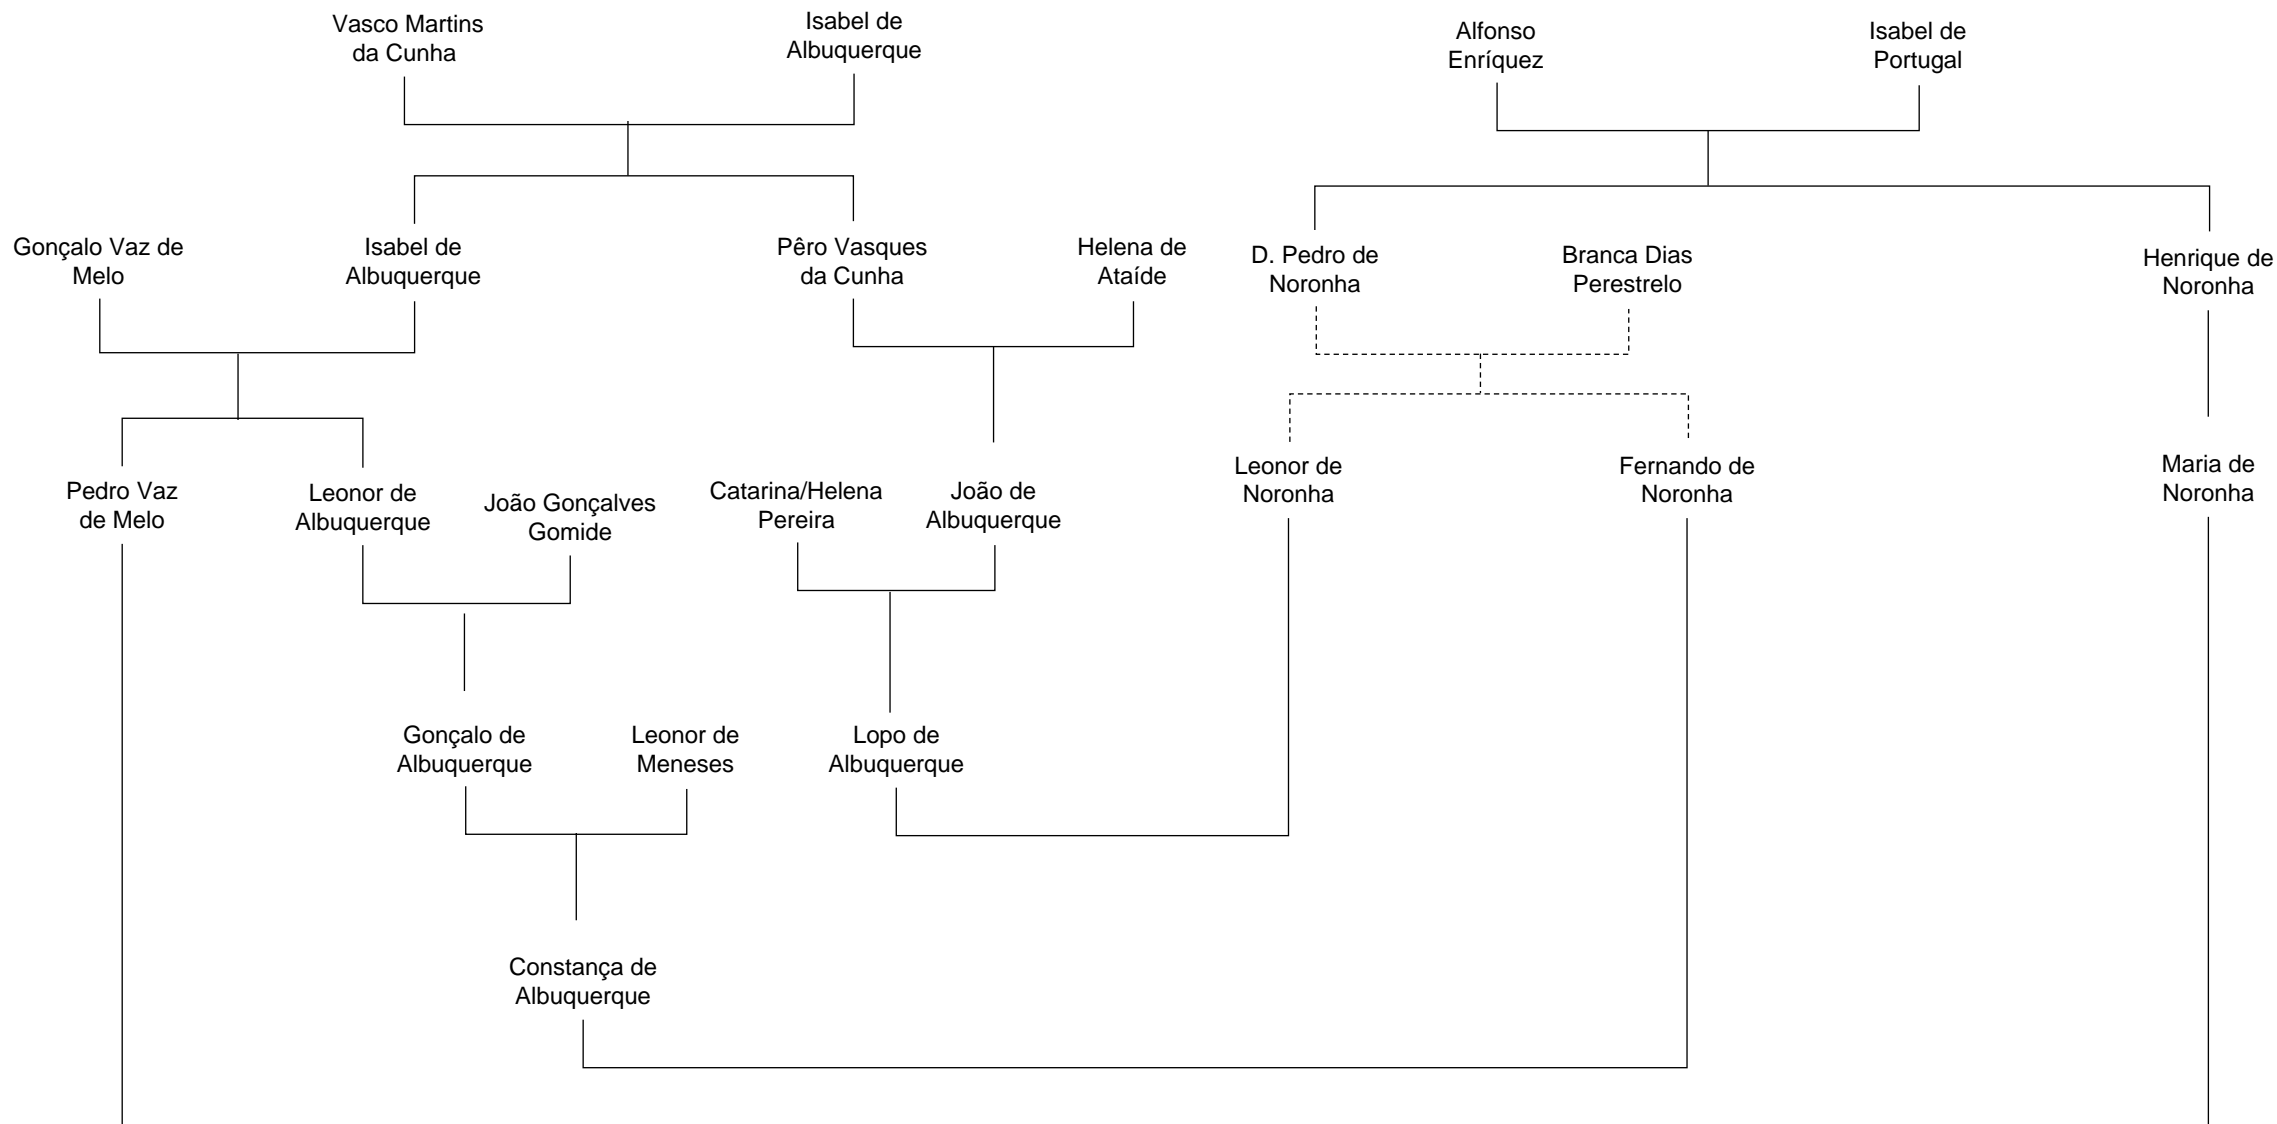 Vasco Martins
da Cunha
Isabel de
Albuquerque
Alfonso
Enríquez
Isabel de
Portugal
Gonçalo Vaz de
Melo
Isabel de
Albuquerque
Pêro Vasques
da Cunha
Helena de
Ataíde
D. Pedro de
Noronha
Branca Dias
Perestrelo
Henrique de
Noronha
Pedro Vaz
de Melo
Leonor de
Albuquerque
João Gonçalves
Gomide
Catarina/Helena
Pereira
João de
Albuquerque
Leonor de
Noronha
Fernando de
Noronha
Maria de
Noronha
Gonçalo de
Albuquerque
Leonor de
Meneses
Lopo de
Albuquerque
Constança de
Albuquerque